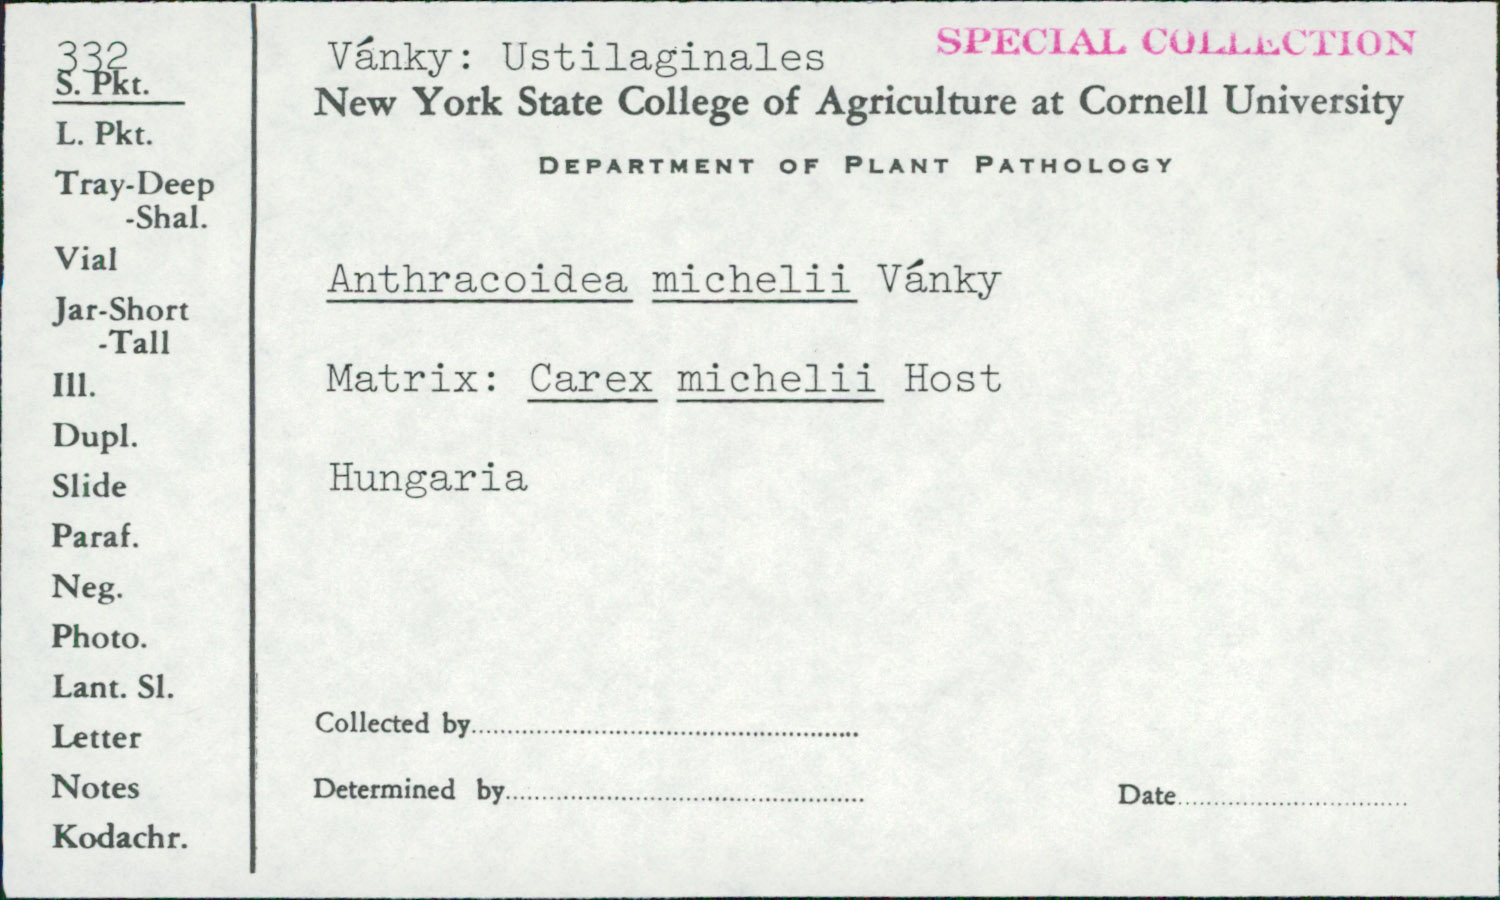 332
S. Pkt.
L. Pkt.
Tray-Deep
-Shal.
Vial
Jar-Short
-Tall
Ill.
Dupl.
Slide
Paraf.
Neg.
Photo.
Lant. Sl.
Letter
Notes
Kodachr.
Vánky: Ustilaginales
SPECIAL COLLECTION
New York State College of Agriculture at Cornell University
DEPARTMENT OF PLANT PATHOLOGY
Anthracoidea michelii Vánky
Matrix: Carex michelii Host
Hungaria
Collected by
Determined by
Date